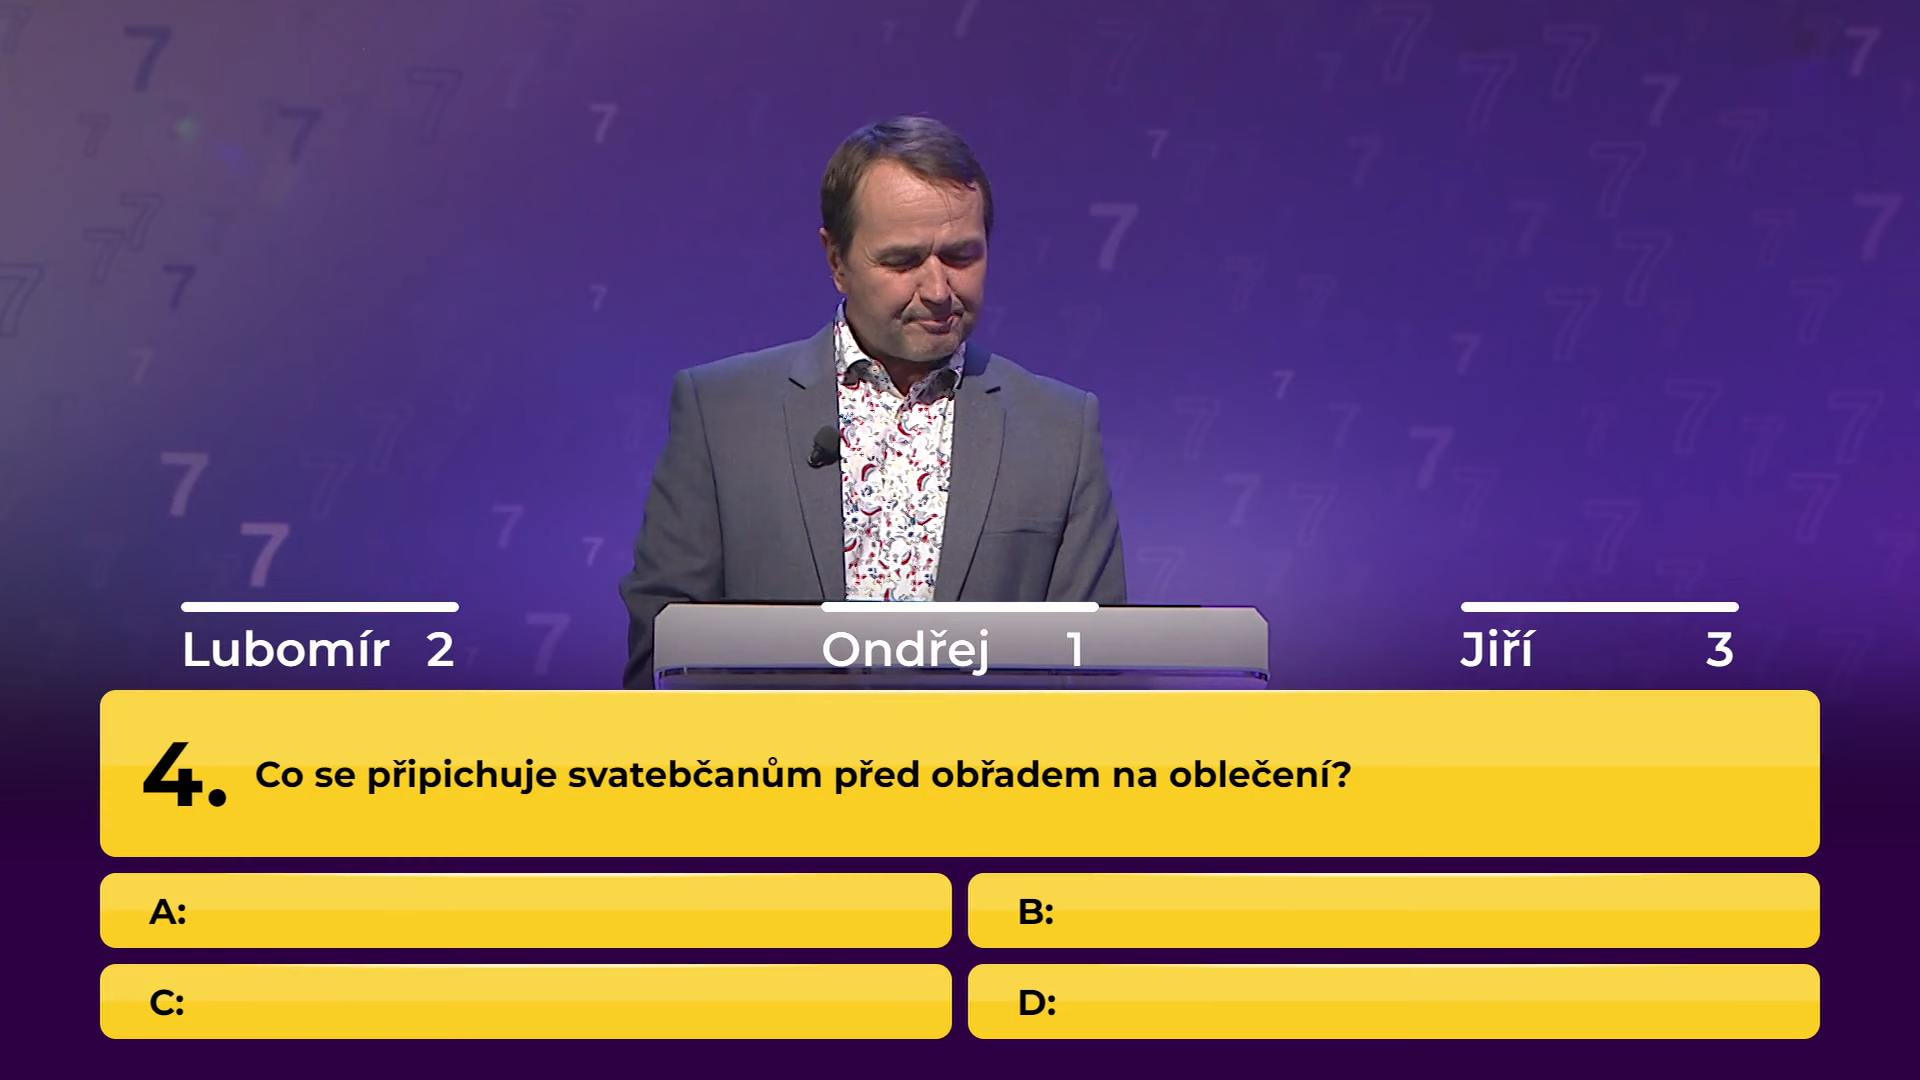 Lubomír 2
Ondřej 1
Jiří 3
4. Co se připichuje svatebčanům před obřadem na oblečení?
A:
B:
C:
D: